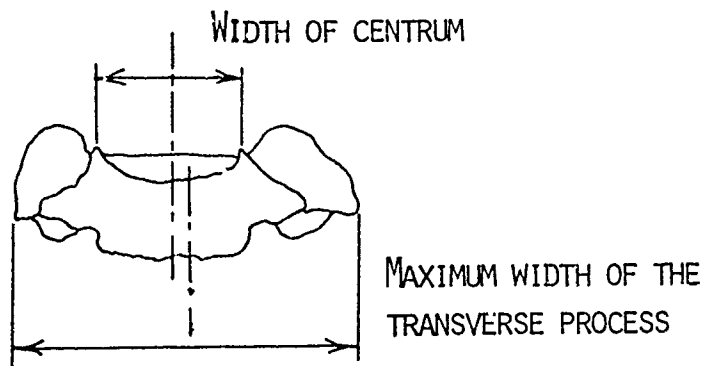 WIDTH OF CENTRUM
MAXIMUM WIDTH OF THE
TRANSVERSE PROCESS